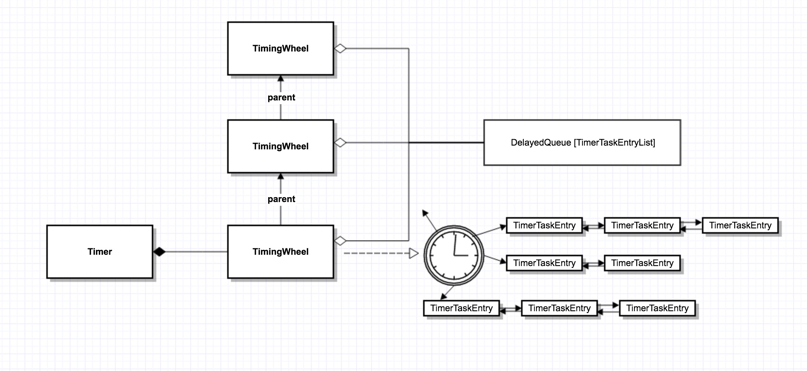 TimingWheel
parent
TimingWheel
DelayedQueue [TimerTaskEntryList]
parent
Timer
TimingWheel
TimerTaskEntry
TimerTaskEntry
TimerTaskEntry
TimerTaskEntry
TimerTaskEntry
TimerTaskEntry
TimerTaskEntry
TimerTaskEntry